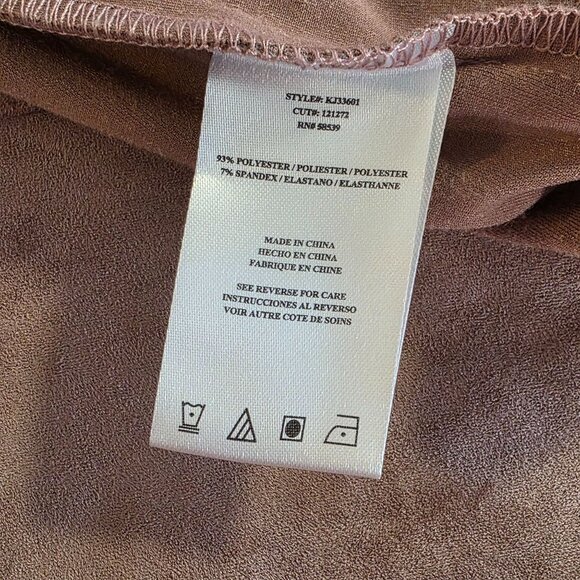 STYLE#: KJ33601
CUT#: 121272
RN# 58539
93% POLYESTER / POLIESTER / POLYESTER
7% SPANDEX / ELASTANO / ELASTHANNE
MADE IN CHINA
HECHO EN CHINA
FABRIQUE EN CHINE
SEE REVERSE FOR CARE
INSTRUCCIONES AL REVERSO
VOIR AUTRE COTE DE SOINS